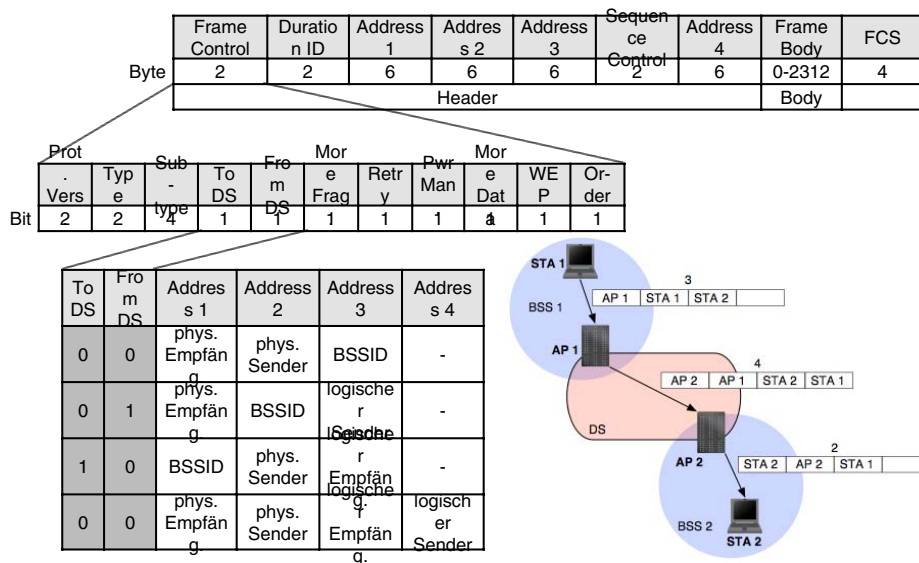 Frame Control Duration ID Address 1 Address 2 Address 3 Sequence Control Address 4 Frame Body FCS
Byte 2 2 6 6 6 2 6 0-2312 4
Header Body
Prot. Vers Type Sub-type To DS From DS More Frag Retry Pwr Man More Data WEP Or-der
Bit 2 2 4 1 1 1 1 1 1 1 1
To DS From DS Address 1 Address 2 Address 3 Address 4
0 0 phys. Empfäng. phys. Sender BSSID -
0 1 phys. Empfäng. BSSID logischer Sender -
1 0 BSSID phys. Sender logischer Empfäng. -
0 0 phys. Empfäng. phys. Sender logischer Empfäng. logischer Sender
STA 1
BSS 1
3
AP 1 STA 1 STA 2
AP 1
4
AP 2 AP 1 STA 2 STA 1
DS
AP 2
2
STA 2 AP 2 STA 1
BSS 2
STA 2